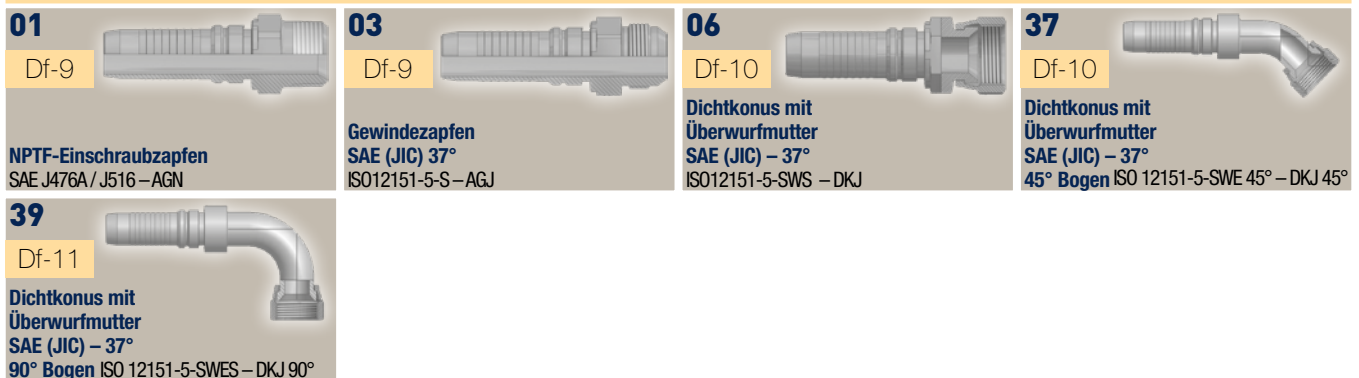 01
Df-9
NPTF-Einschraubzapfen
SAE J476A / J516 – AGN
03
Df-9
Gewindezapfen
SAE (JIC) 37°
ISO12151-5-S – AGJ
06
Df-10
Dichtkonus mit
Überwurfmutter
SAE (JIC) – 37°
ISO12151-5-SWS – DKJ
37
Df-10
Dichtkonus mit
Überwurfmutter
SAE (JIC) – 37°
45° Bogen ISO 12151-5-SWE 45° – DKJ 45°
39
Df-11
Dichtkonus mit
Überwurfmutter
SAE (JIC) – 37°
90° Bogen ISO 12151-5-SWES – DKJ 90°